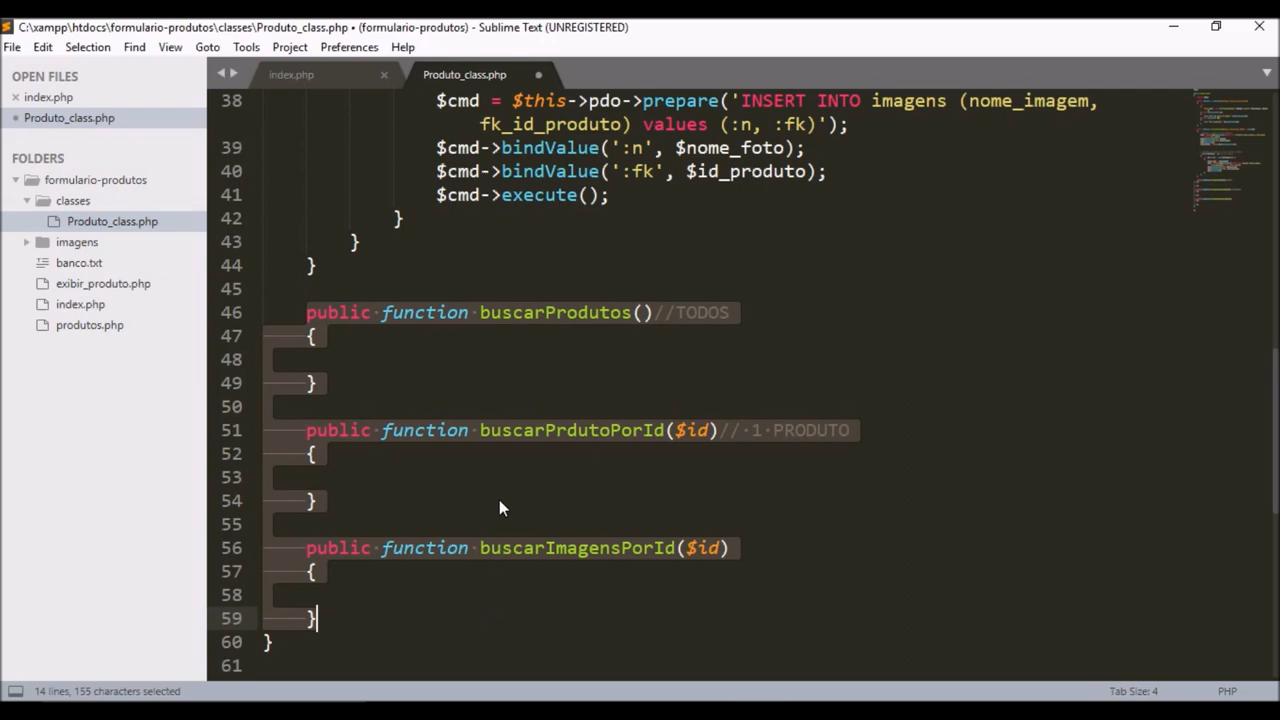 C:\xampp\htdocs\formulario-produtos\classes\Produto_class.php • (formulario-produtos) - Sublime Text (UNREGISTERED)
File Edit Selection Find View Goto Tools Project Preferences Help
OPEN FILES
index.php
Produto_class.php
FOLDERS
formulario-produtos
classes
Produto_class.php
imagens
banco.txt
exibir_produto.php
index.php
produtos.php
index.php Produto_class.php
38 $cmd = $this->pdo->prepare('INSERT INTO imagens (nome_imagem,
fk_id_produto) values (:n, :fk)');
39 $cmd->bindValue(':n', $nome_foto);
40 $cmd->bindValue(':fk', $id_produto);
41 $cmd->execute();
42 }
43 }
44 }
45
46 public function buscarProdutos()//TODOS
47 {
48
49 }
50
51 public function buscarPrdutoPorId($id)// 1 PRODUTO
52 {
53
54 }
55
56 public function buscarImagensPorId($id)
57 {
58
59 }
60 }
61
14 lines, 155 characters selected Tab Size: 4 PHP